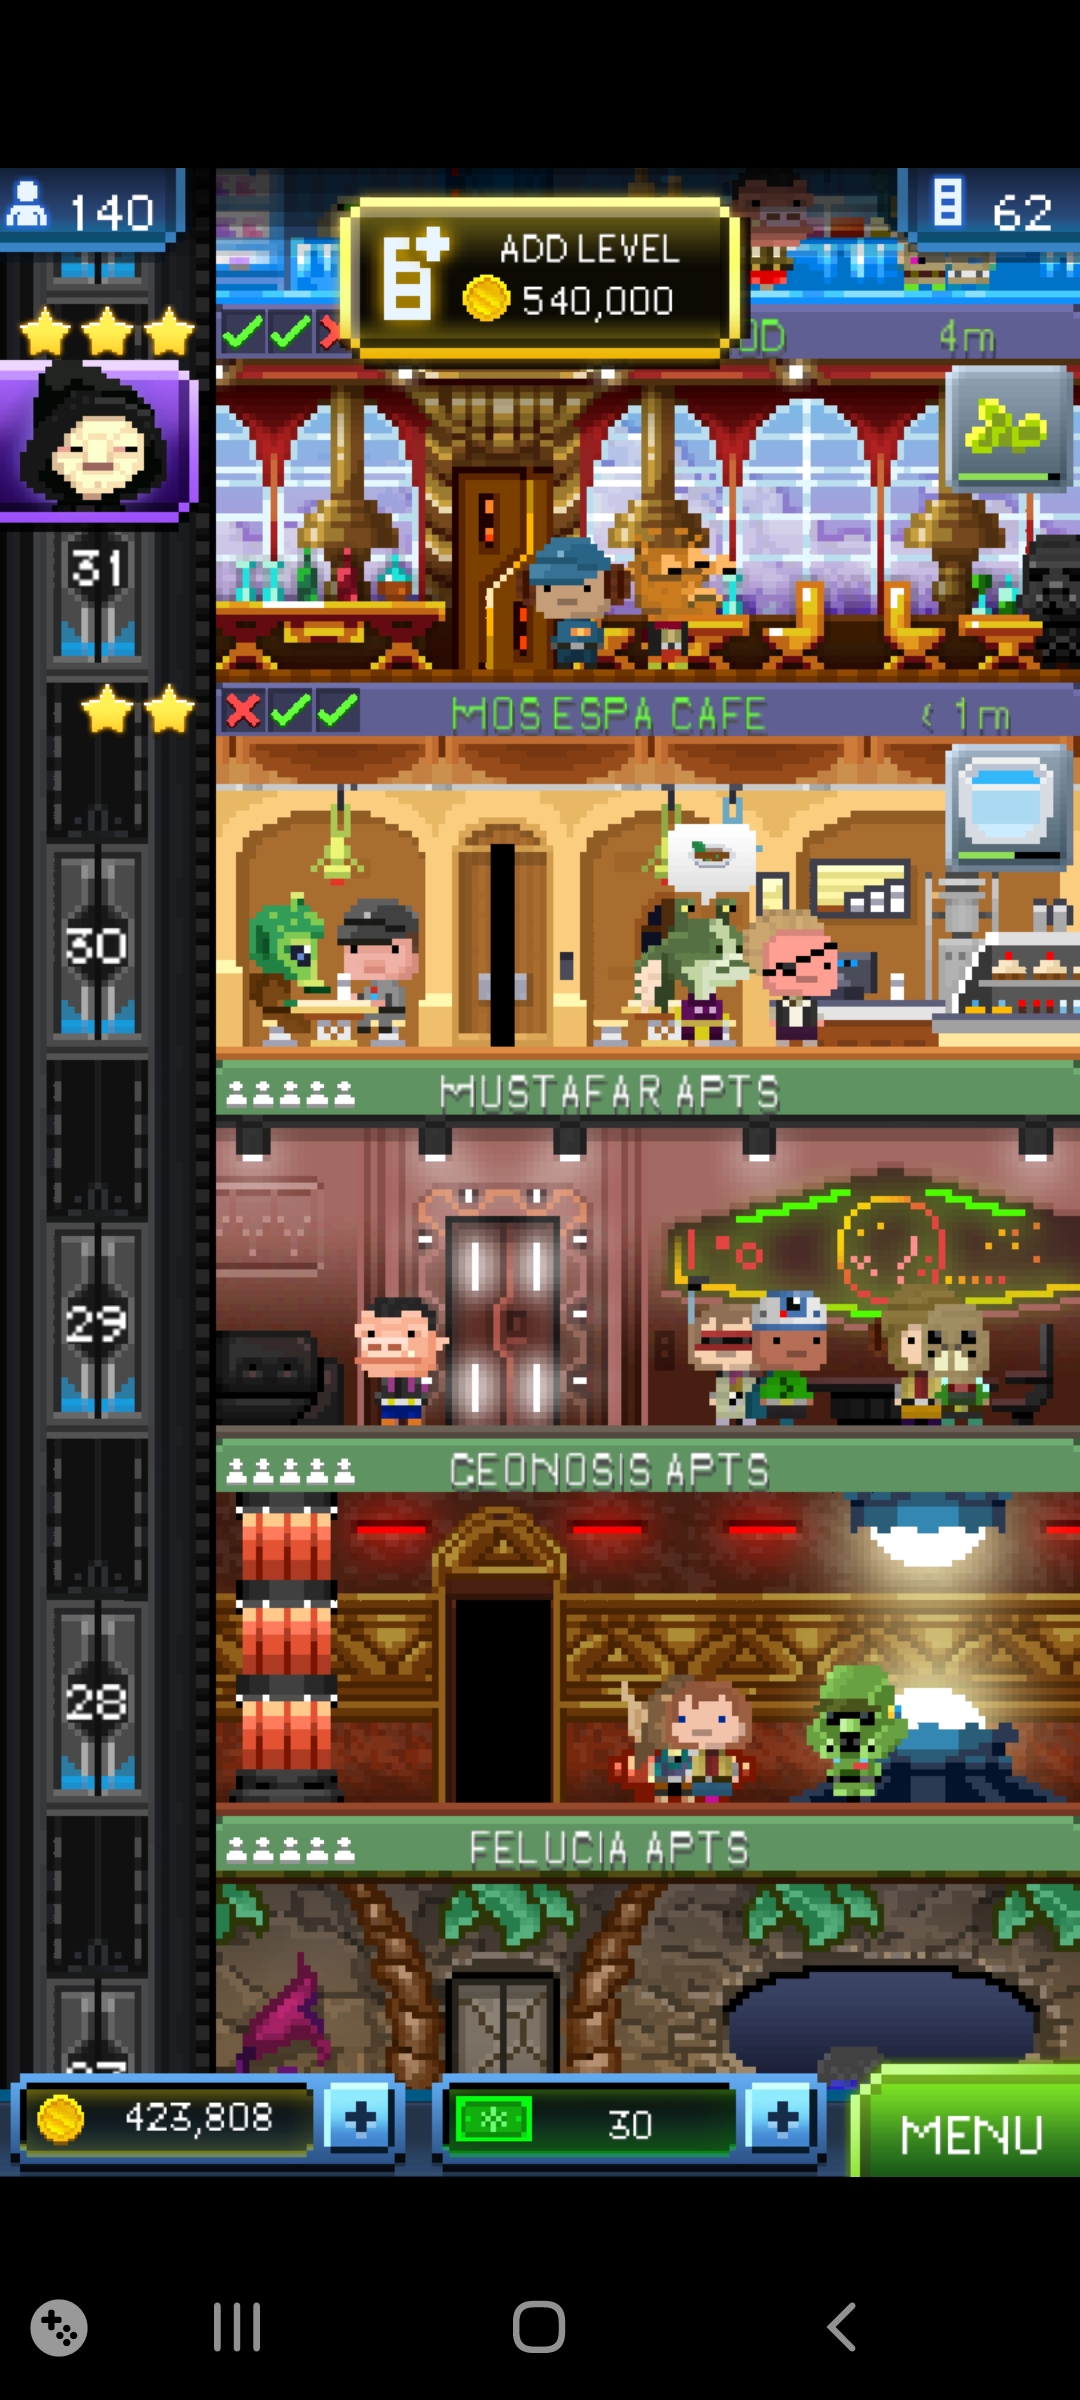 140
62
ADD LEVEL
540,000
OD
4m
31
MOS ESPA CAFE
< 1m
30
MUSTAFAR APTS
29
GEONOSIS APTS
28
FELUCIA APTS
423,808
30
MENU